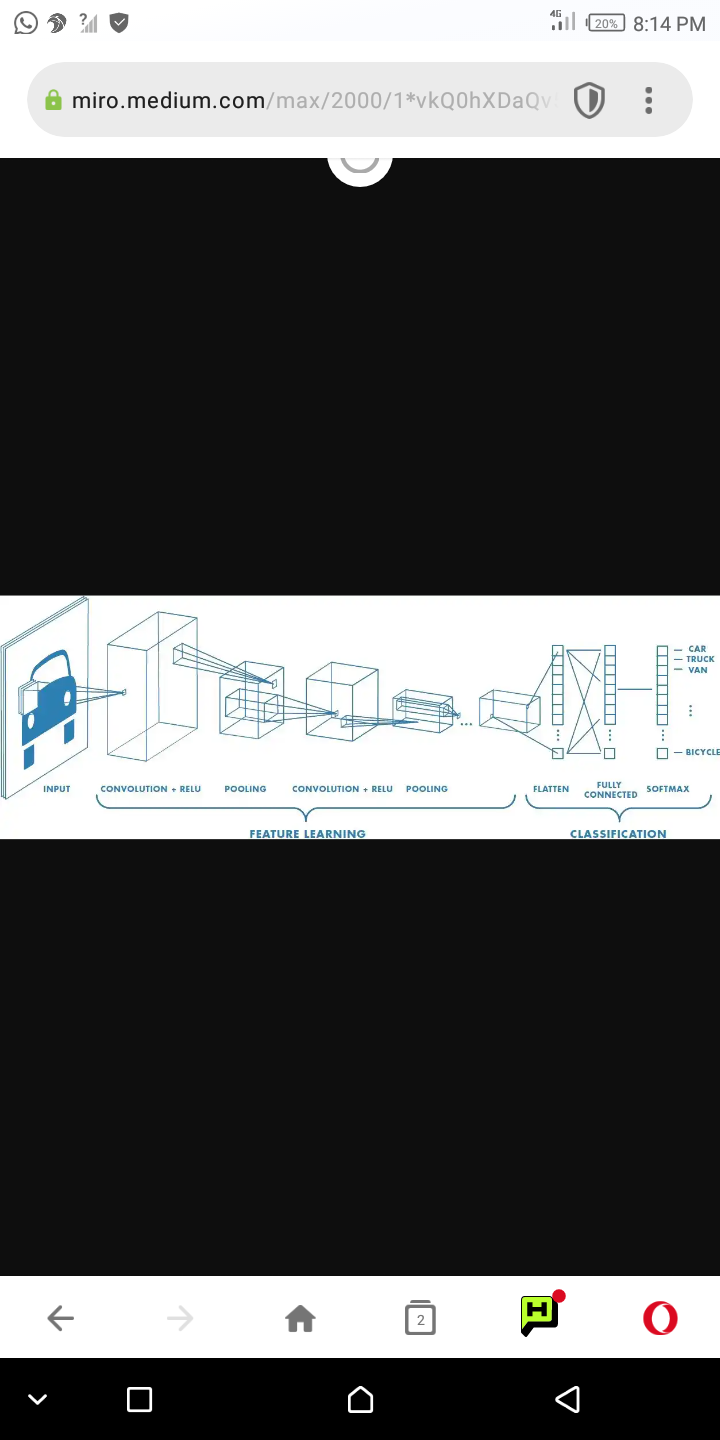 4G
20%
8:14 PM
miro.medium.com/max/2000/1*vkQ0hXDaQv
CAR
TRUCK
VAN
BICYCLE
INPUT
CONVOLUTION + RELU
POOLING
CONVOLUTION + RELU
POOLING
FLATTEN
FULLY
CONNECTED
SOFTMAX
FEATURE LEARNING
CLASSIFICATION
2
H